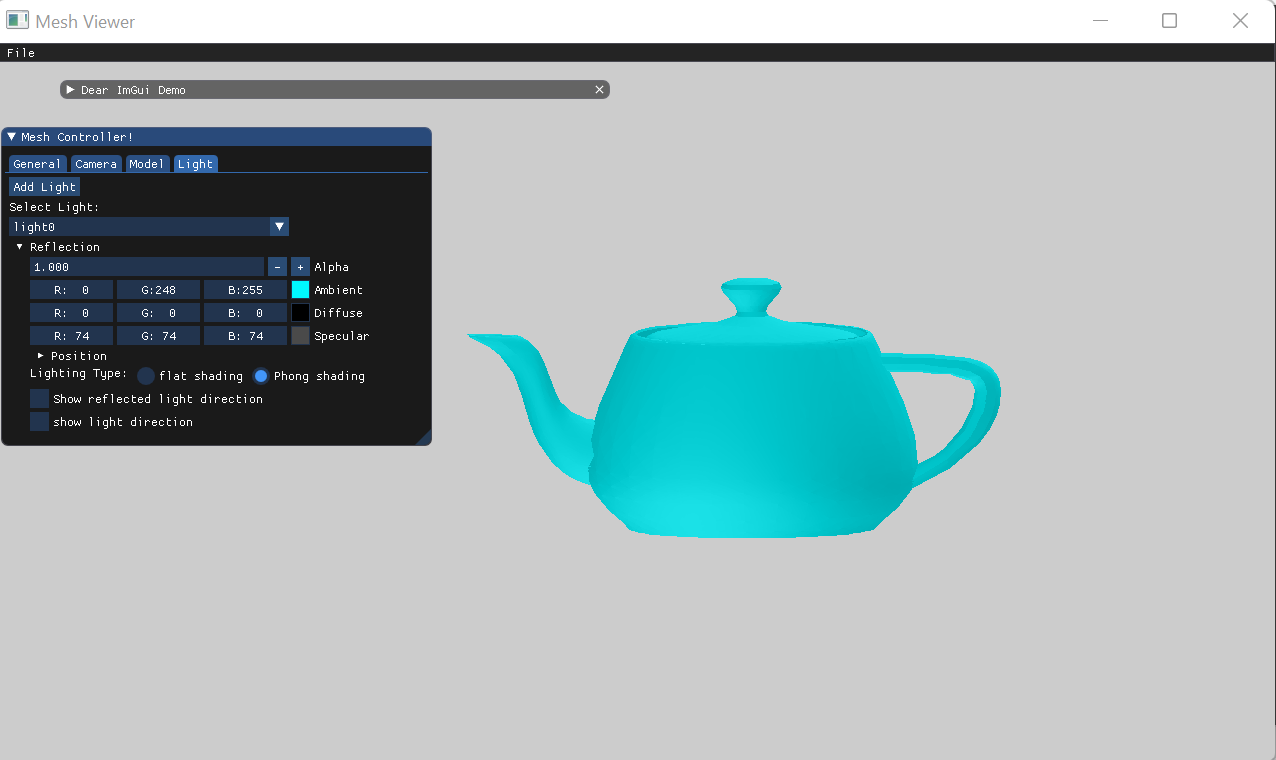 Mesh Viewer
File
Dear ImGui Demo
Mesh Controller!
General Camera Model Light
Add Light
Select Light:
light0
Reflection
1.000 - + Alpha
R: 0 G:248 B:255 Ambient
R: 0 G: 0 B: 0 Diffuse
R: 74 G: 74 B: 74 Specular
Position
Lighting Type: flat shading Phong shading
Show reflected light direction
show light direction